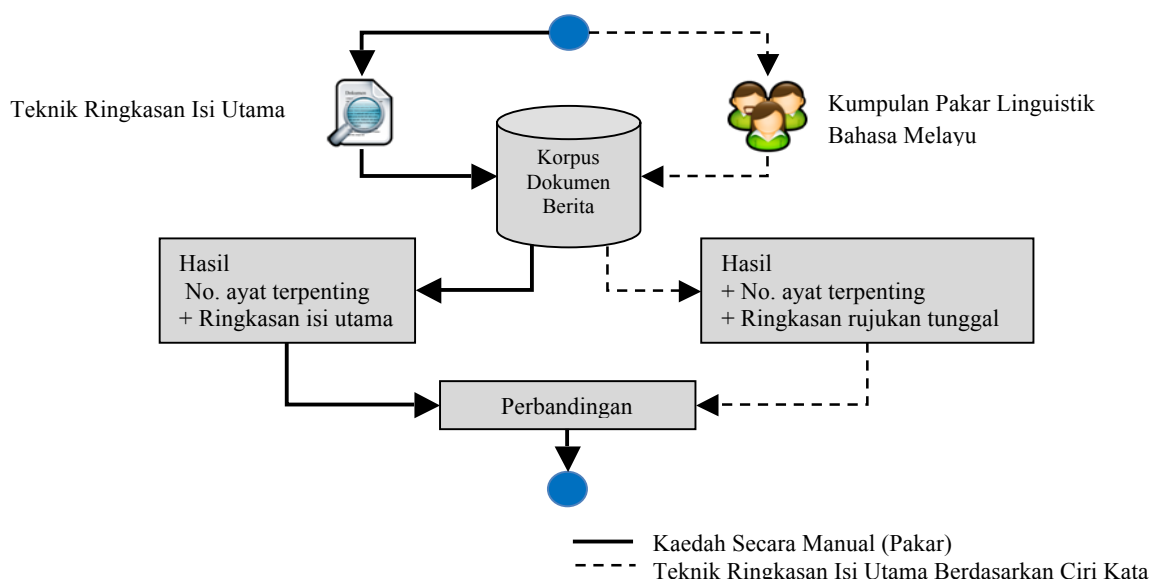 Teknik Ringkasan Isi Utama
Kumpulan Pakar Linguistik
Bahasa Melayu
Korpus
Dokumen
Berita
Hasil
No. ayat terpenting
+ Ringkasan isi utama
Hasil
+ No. ayat terpenting
+ Ringkasan rujukan tunggal
Perbandingan
Kaedah Secara Manual (Pakar)
Teknik Ringkasan Isi Utama Berdasarkan Ciri Kata